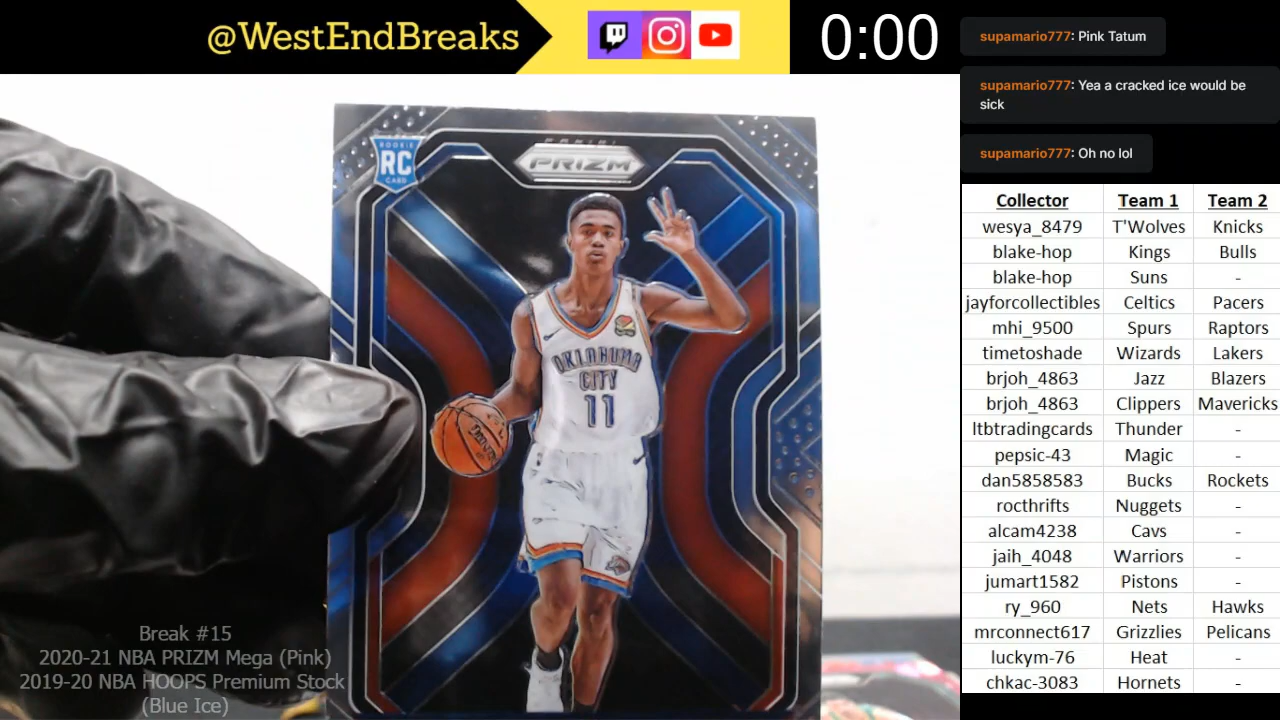 @WestEndBreaks
0:00
supamario777: Pink Tatum
supamario777: Yea a cracked ice would be
sick
supamario777: Oh no lol
Collector Team 1 Team 2
wesya_8479 T'Wolves Knicks
blake-hop Kings Bulls
blake-hop Suns -
jayforcollectibles Celtics Pacers
mhi_9500 Spurs Raptors
timetoshade Wizards Lakers
brjoh_4863 Jazz Blazers
brjoh_4863 Clippers Mavericks
ltbtradingcards Thunder -
pepsic-43 Magic -
dan5858583 Bucks Rockets
rocthrifts Nuggets -
alcam4238 Cavs -
jaih_4048 Warriors -
jumart1582 Pistons -
ry_960 Nets Hawks
mrconnect617 Grizzlies Pelicans
luckym-76 Heat -
chkac-3083 Hornets -
ROOKIE
RC
CARD
PANINI
PRIZM
OKLAHOMA
CITY
11
Break #15
2020-21 NBA PRIZM Mega (Pink)
2019-20 NBA HOOPS Premium Stock
(Blue Ice)